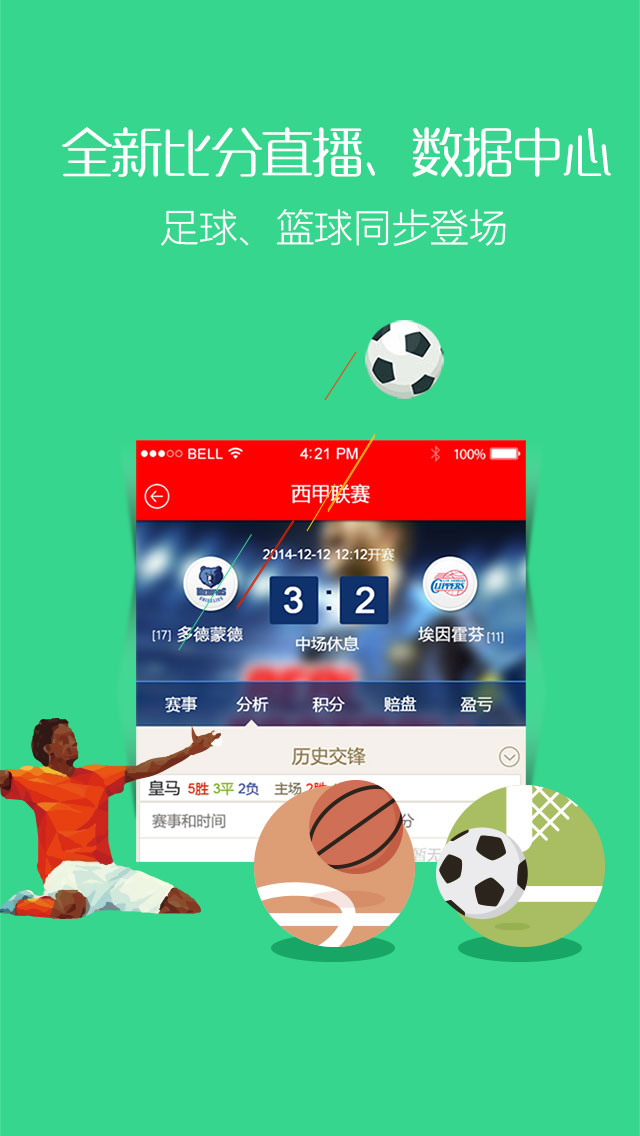 全新比分直播、数据中心
足球、篮球同步登场
BELL 4:21 PM 100%
西甲联赛
2014-12-12 12:12开赛
3 : 2
CLIPPERS
[17] 多德蒙德 中场休息 埃因霍芬 [11]
赛事 分析 积分 赔盘 盈亏
历史交锋
皇马 5胜 3平 2负 主场 2胜
赛事和时间 分
暂无